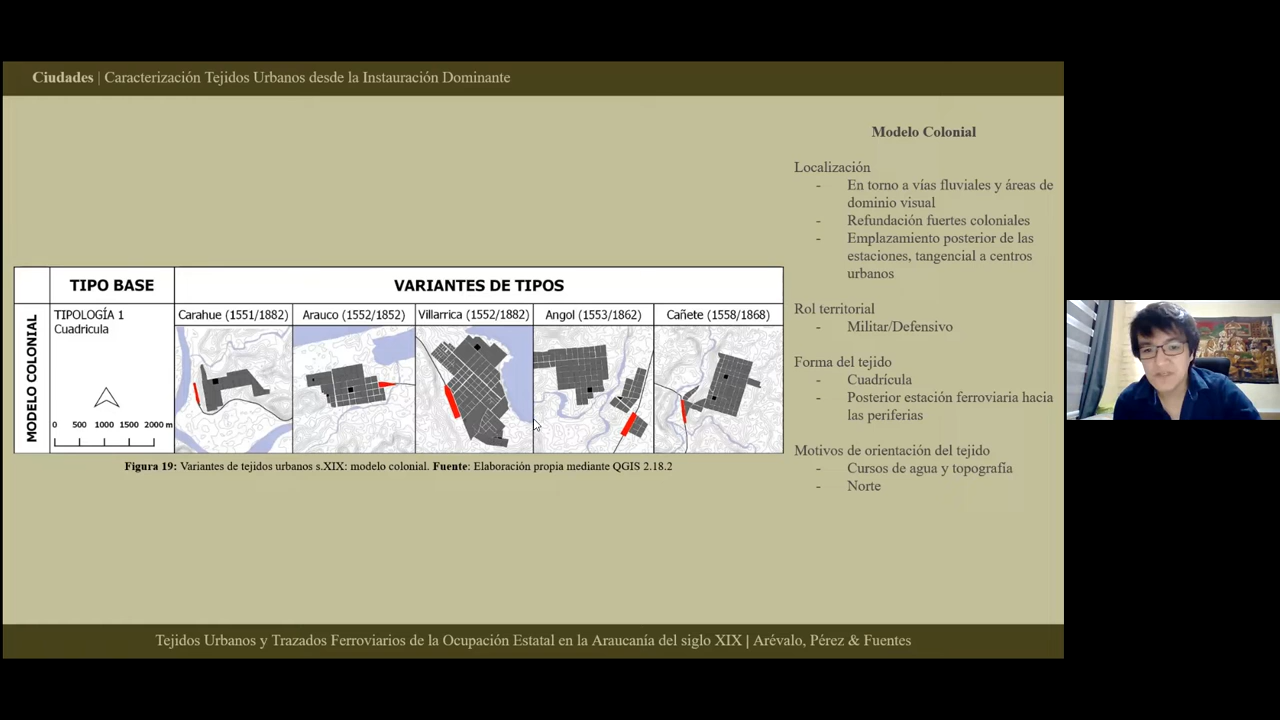 Ciudades | Caracterización Tejidos Urbanos desde la Instauración Dominante
Modelo Colonial
Localización
- En torno a vías fluviales y áreas de
dominio visual
- Refundación fuertes coloniales
- Emplazamiento posterior de las
estaciones, tangencial a centros
urbanos
Rol territorial
- Militar/Defensivo
Forma del tejido
- Cuadrícula
- Posterior estación ferroviaria hacia
las periferias
Motivos de orientación del tejido
- Cursos de agua y topografía
- Norte
TIPO BASE
VARIANTES DE TIPOS
MODELO COLONIAL
TIPOLOGÍA 1
Cuadricula
0 500 1000 1500 2000 m
Carahue (1551/1882)
Arauco (1552/1852)
Villarrica (1552/1882)
Angol (1553/1862)
Cañete (1558/1868)
Figura 19: Variantes de tejidos urbanos s.XIX: modelo colonial. Fuente: Elaboración propia mediante QGIS 2.18.2
Tejidos Urbanos y Trazados Ferroviarios de la Ocupación Estatal en la Araucanía del siglo XIX | Arévalo, Pérez & Fuentes